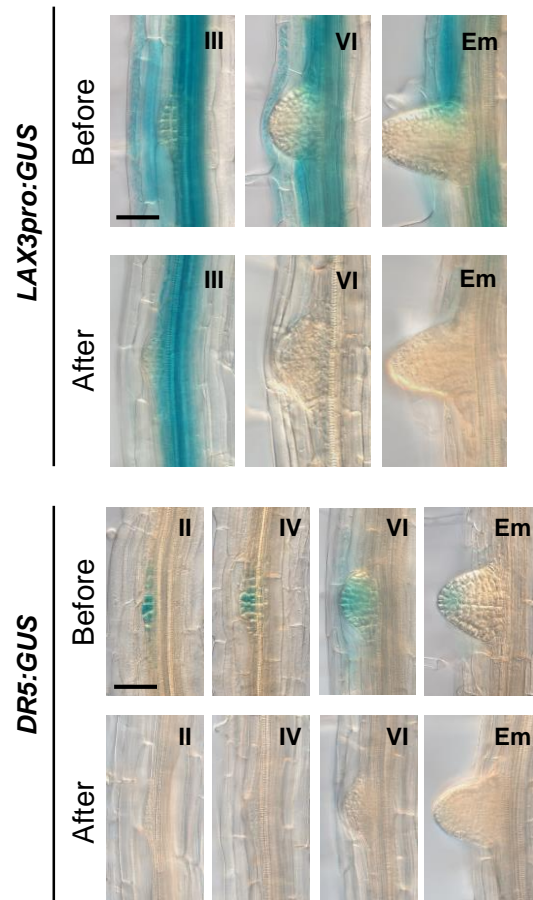 LAX3pro:GUS
Before
III
VI
Em
After
III
VI
Em
DR5:GUS
Before
II
IV
VI
Em
After
II
IV
VI
Em